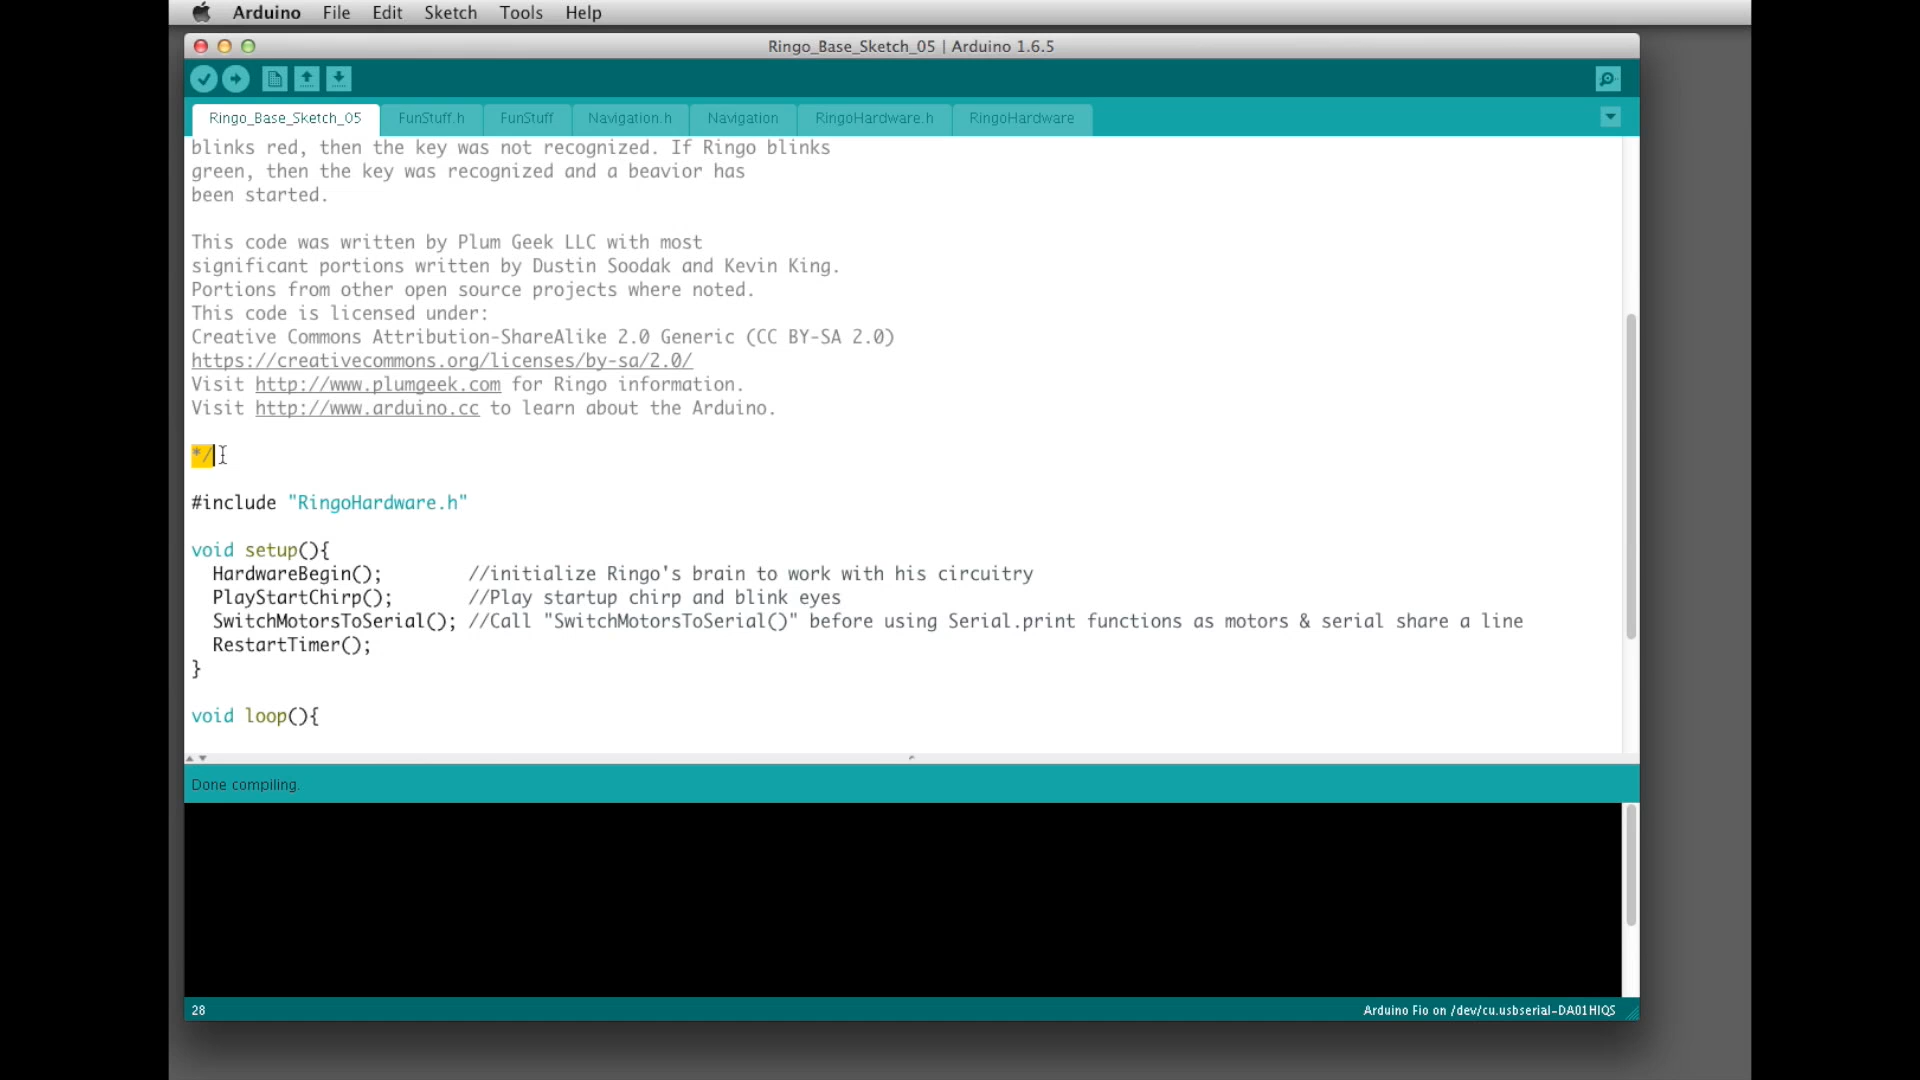 Arduino File Edit Sketch Tools Help
Ringo_Base_Sketch_05 | Arduino 1.6.5
Ringo_Base_Sketch_05 FunStuff.h FunStuff Navigation.h Navigation RingoHardware.h RingoHardware
blinks red, then the key was not recognized. If Ringo blinks
green, then the key was recognized and a beavior has
been started.
This code was written by Plum Geek LLC with most
significant portions written by Dustin Soodak and Kevin King.
Portions from other open source projects where noted.
This code is licensed under:
Creative Commons Attribution-ShareAlike 2.0 Generic (CC BY-SA 2.0)
https://creativecommons.org/licenses/by-sa/2.0/
Visit http://www.plumgeek.com for Ringo information.
Visit http://www.arduino.cc to learn about the Arduino.
*/
#include "RingoHardware.h"
void setup(){
HardwareBegin(); //initialize Ringo's brain to work with his circuitry
PlayStartChirp(); //Play startup chirp and blink eyes
SwitchMotorsToSerial(); //Call "SwitchMotorsToSerial()" before using Serial.print functions as motors & serial share a line
RestartTimer();
}
void loop(){
Done compiling.
28 Arduino Fio on /dev/cu.usbserial-DA01HIQS